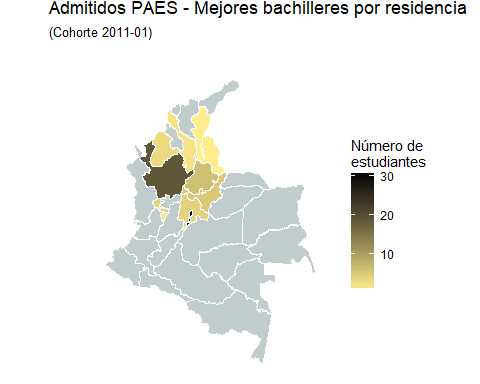 Admitidos PAES - Mejores bachilleres por residencia
(Cohorte 2011-01)
Número de
estudiantes
30
20
10